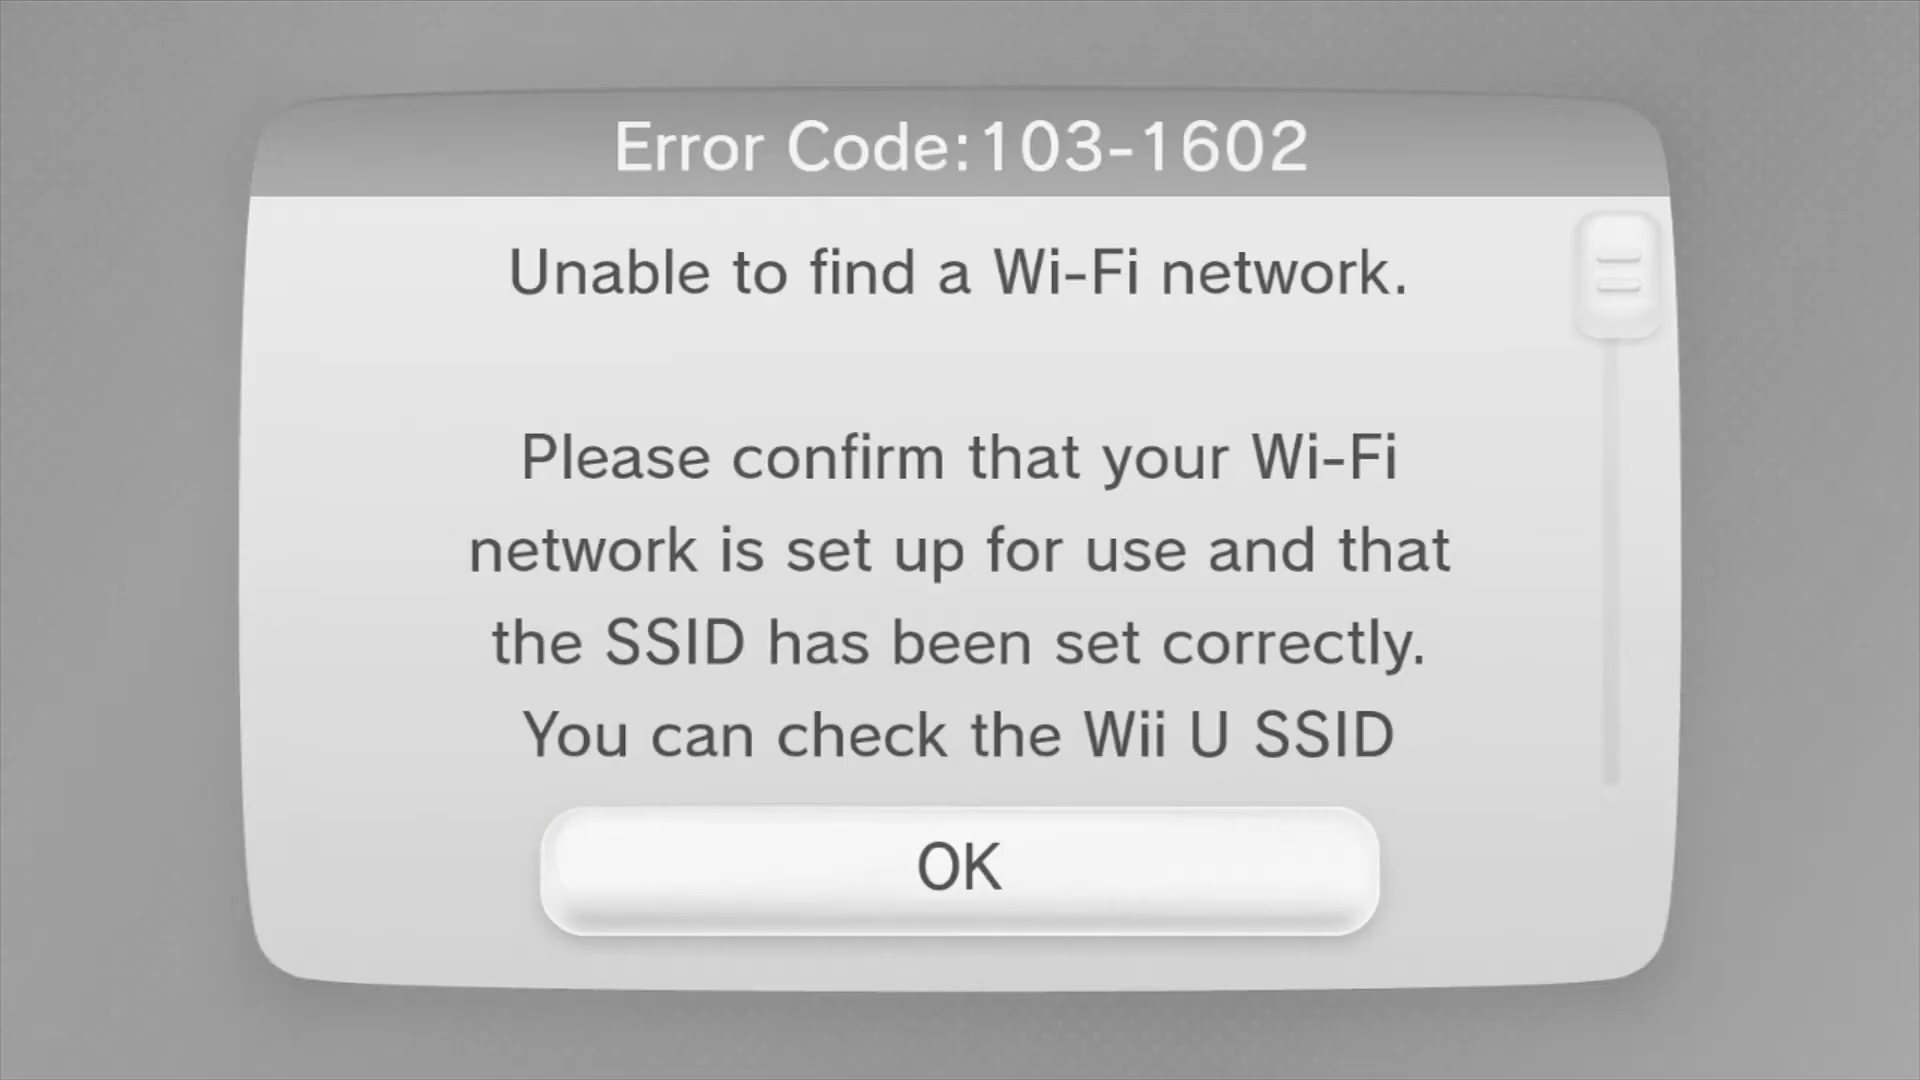 Error Code:103-1602
Unable to find a Wi-Fi network.
Please confirm that your Wi-Fi
network is set up for use and that
the SSID has been set correctly.
You can check the Wii U SSID
OK